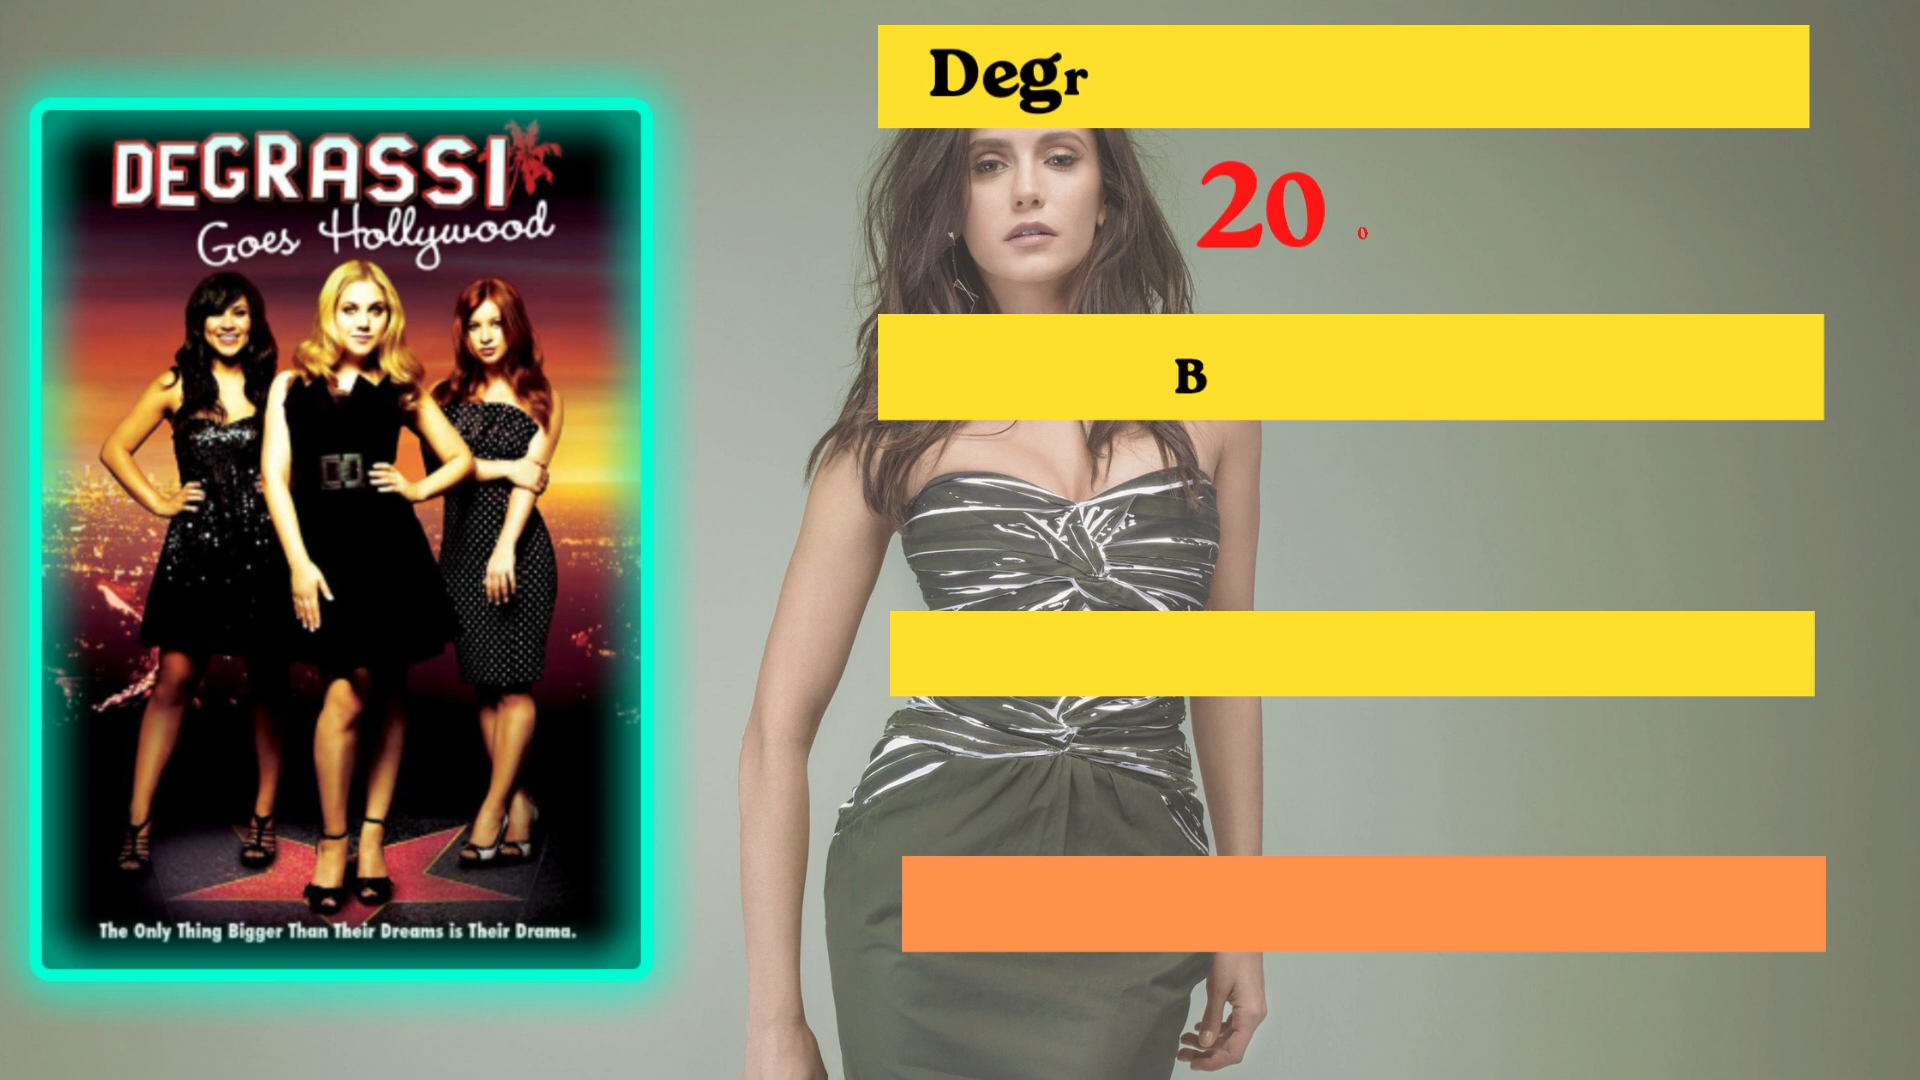 DEGRASSI
Goes Hollywood
The Only Thing Bigger Than Their Dreams is Their Drama.
Degr
20 0
B